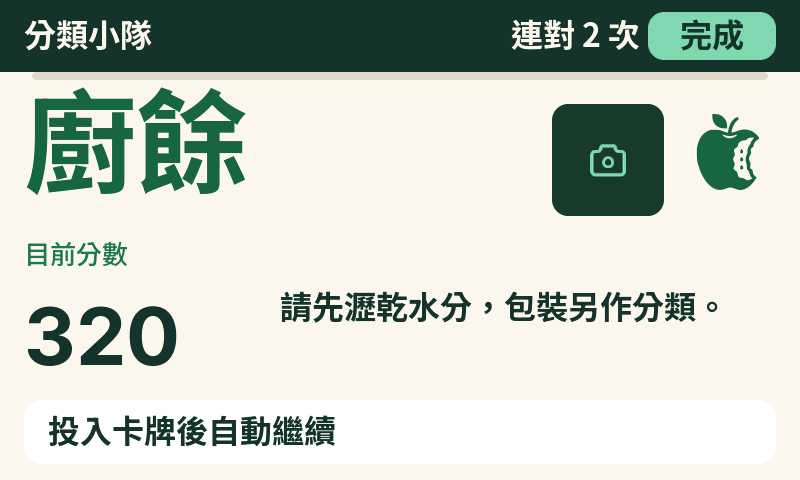 分類小隊
連對 2 次
完成
廚餘
目前分數
320
請先瀝乾水分，包裝另作分類。
投入卡牌後自動繼續